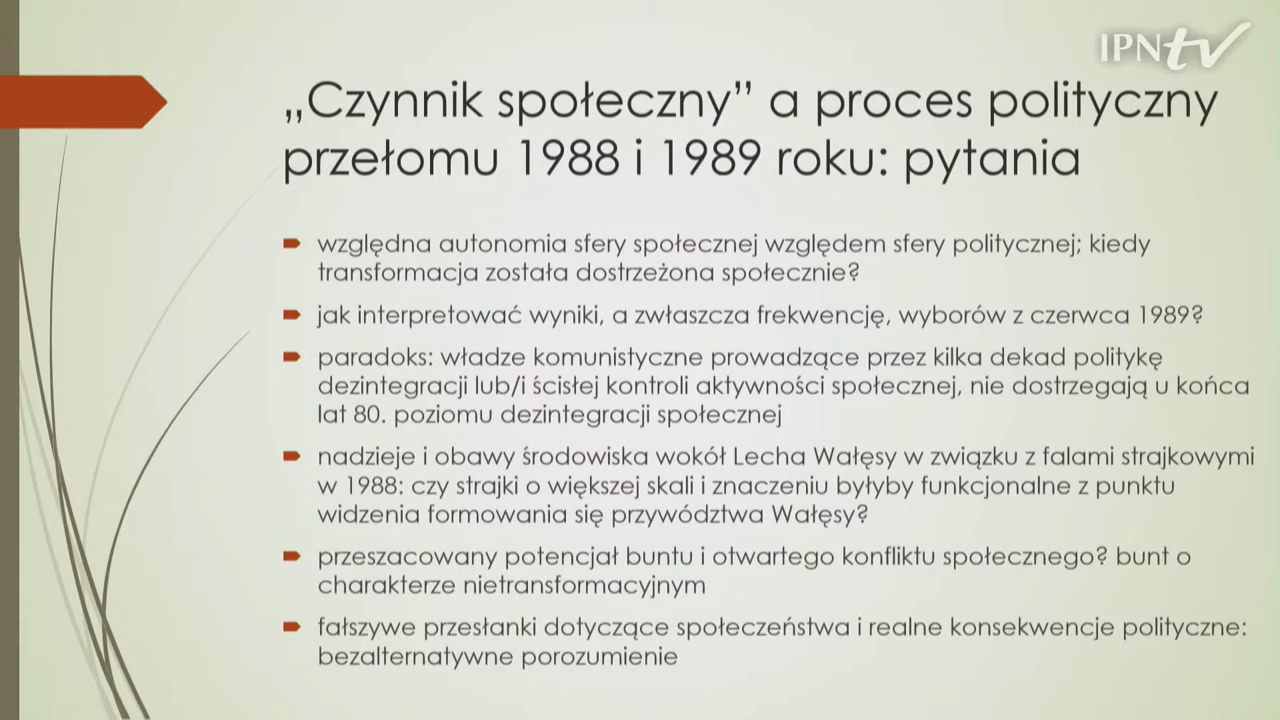 IPNtv
„Czynnik społeczny” a proces polityczny
przełomu 1988 i 1989 roku: pytania
względna autonomia sfery społecznej względem sfery politycznej; kiedy
transformacja została dostrzeżona społecznie?
jak interpretować wyniki, a zwłaszcza frekwencję, wyborów z czerwca 1989?
paradoks: władze komunistyczne prowadzące przez kilka dekad politykę
dezintegracji lub/i ścisłej kontroli aktywności społecznej, nie dostrzegają u końca
lat 80. poziomu dezintegracji społecznej
nadzieje i obawy środowiska wokół Lecha Wałęsy w związku z falami strajkowymi
w 1988: czy strajki o większej skali i znaczeniu byłyby funkcjonalne z punktu
widzenia formowania się przywództwa Wałęsy?
przeszacowany potencjał buntu i otwartego konfliktu społecznego? bunt o
charakterze nietransformacyjnym
fałszywe przesłanki dotyczące społeczeństwa i realne konsekwencje polityczne:
bezalternatywne porozumienie